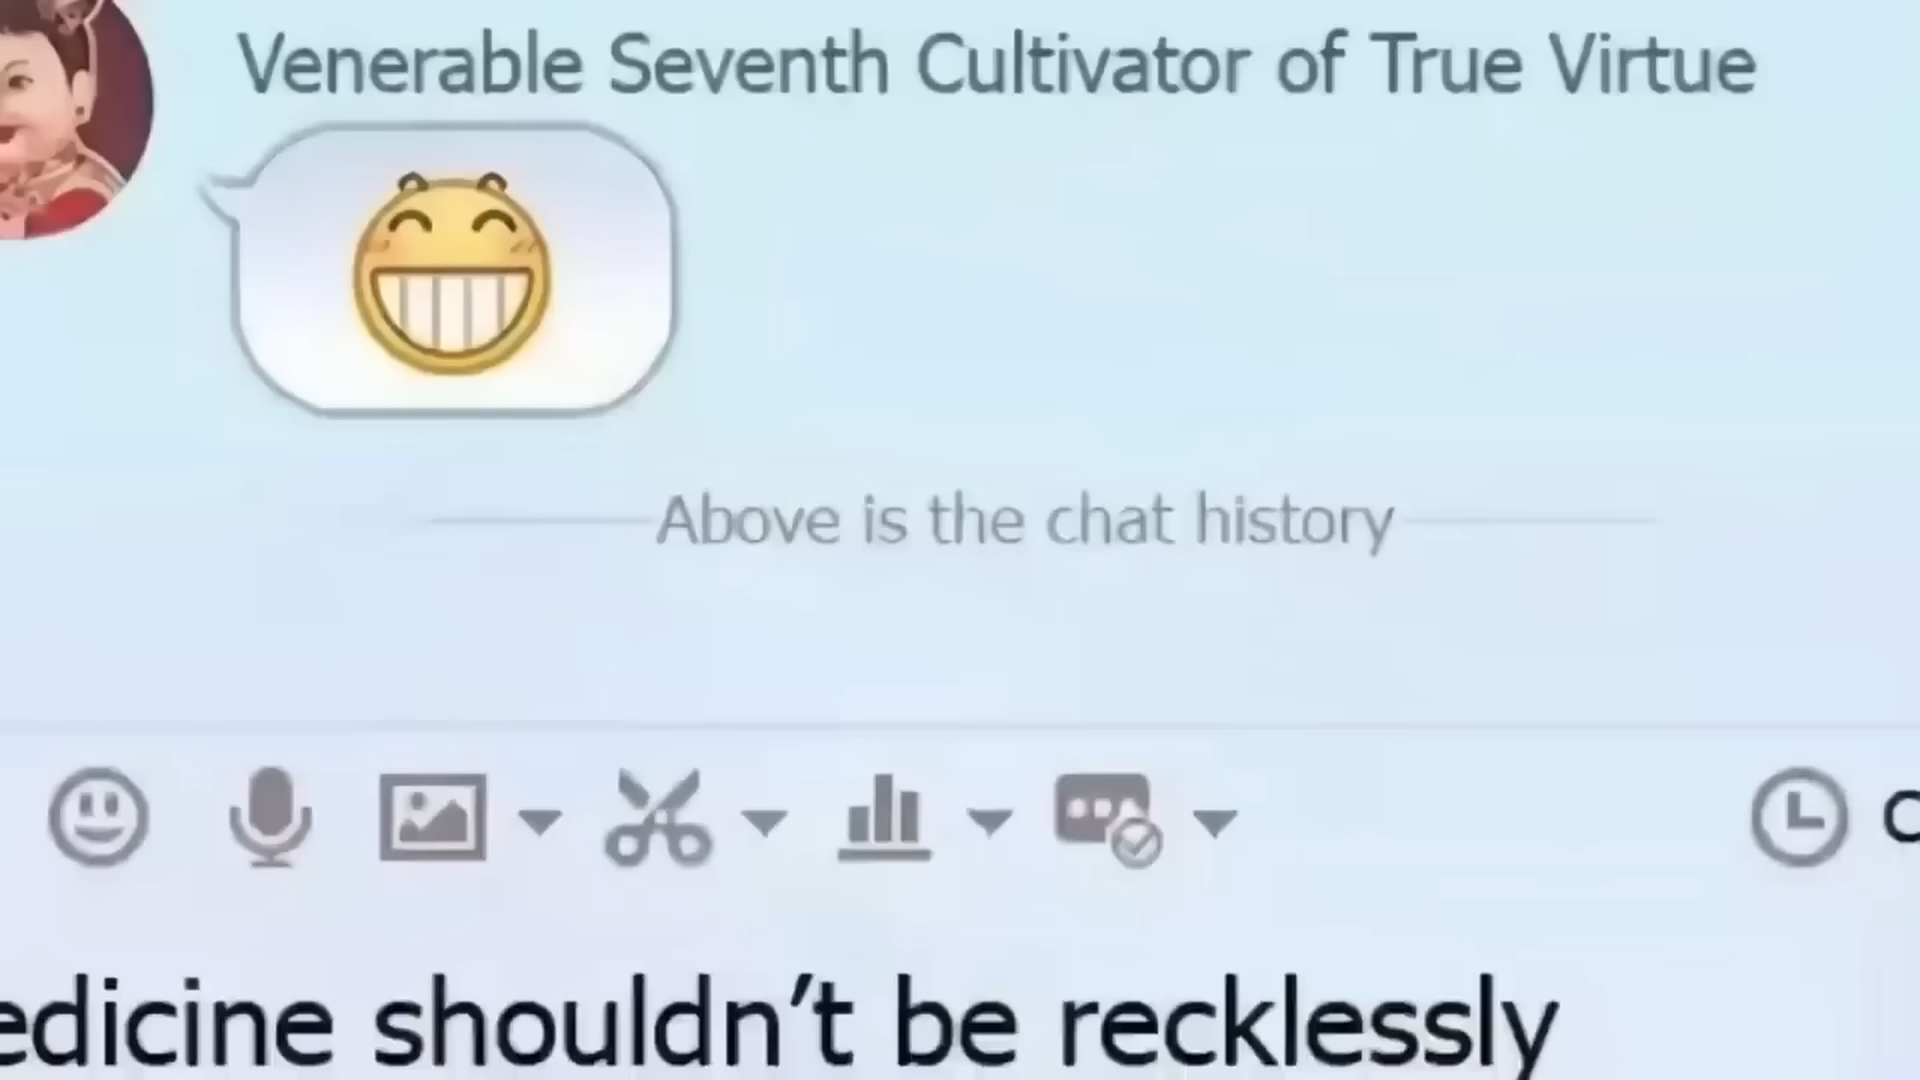 Venerable Seventh Cultivator of True Virtue
Above is the chat history
edicine shouldn’t be recklessly